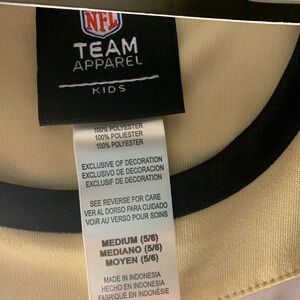 NFL
TEAM
APPAREL
KIDS
100% POLYESTER
100% POLIESTER
100% POLYESTER
EXCLUSIVE OF DECORATION
EXCLUSIVO DE DECORACION
EXCLUSIF DE DECORATION
SEE REVERSE FOR CARE
VER AL DORSO PARA CUIDADO
VOIR AU VERSO POUR SOINS
MEDIUM (5/6)
MEDIANO (5/6)
MOYEN (5/6)
MADE IN INDONESIA
HECHO EN INDONESIA
FABRIQUÉ EN INDONÉSIE